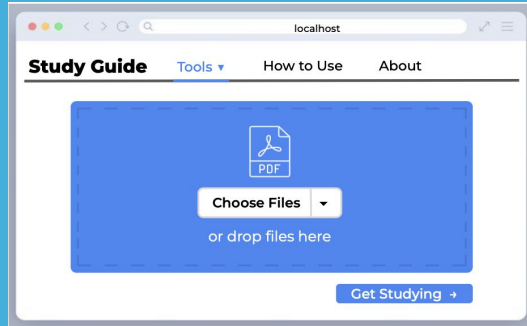 localhost
Study Guide Tools ▾ How to Use About
PDF
Choose Files
or drop files here
Get Studying →